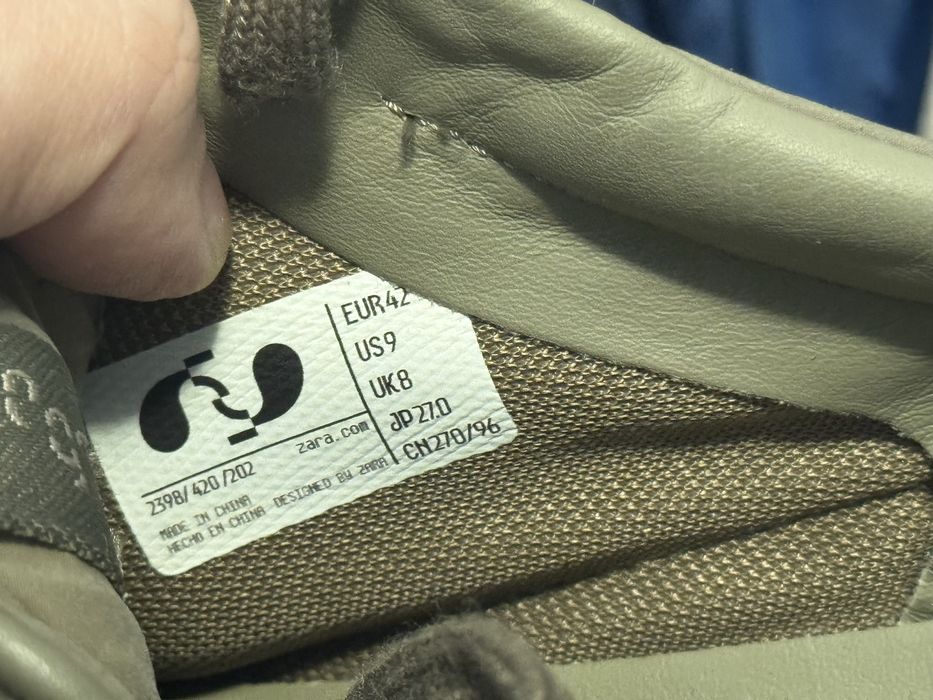 EUR42
US9
UK8
JP27.0
CN270/96
zara.com
2398/420/202
MADE IN CHINA DESIGNED BY ZARA
HECHO EN CHINA